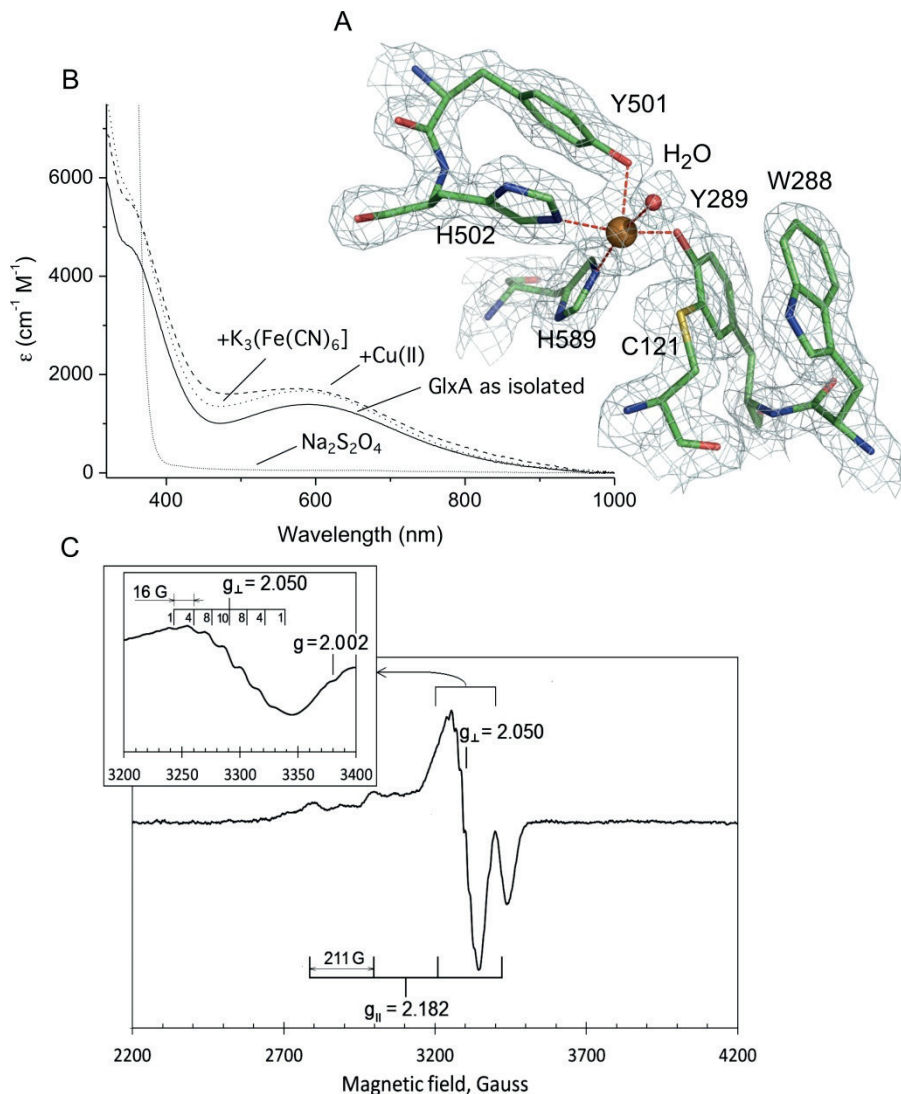 A
Y501
H₂O
Y289
W288
H502
H589
C121
B
6000
4000
2000
0
ε (cm⁻¹ M⁻¹)
+K₃(Fe(CN)₆]
+Cu(II)
GlxA as isolated
Na₂S₂O₄
400 600 800 1000
Wavelength (nm)
C
16 G
g⊥= 2.050
1 4 8 10 8 4 1
g=2.002
3200 3250 3300 3350 3400
g⊥= 2.050
211 G
g|| = 2.182
2200 2700 3200 3700 4200
Magnetic field, Gauss